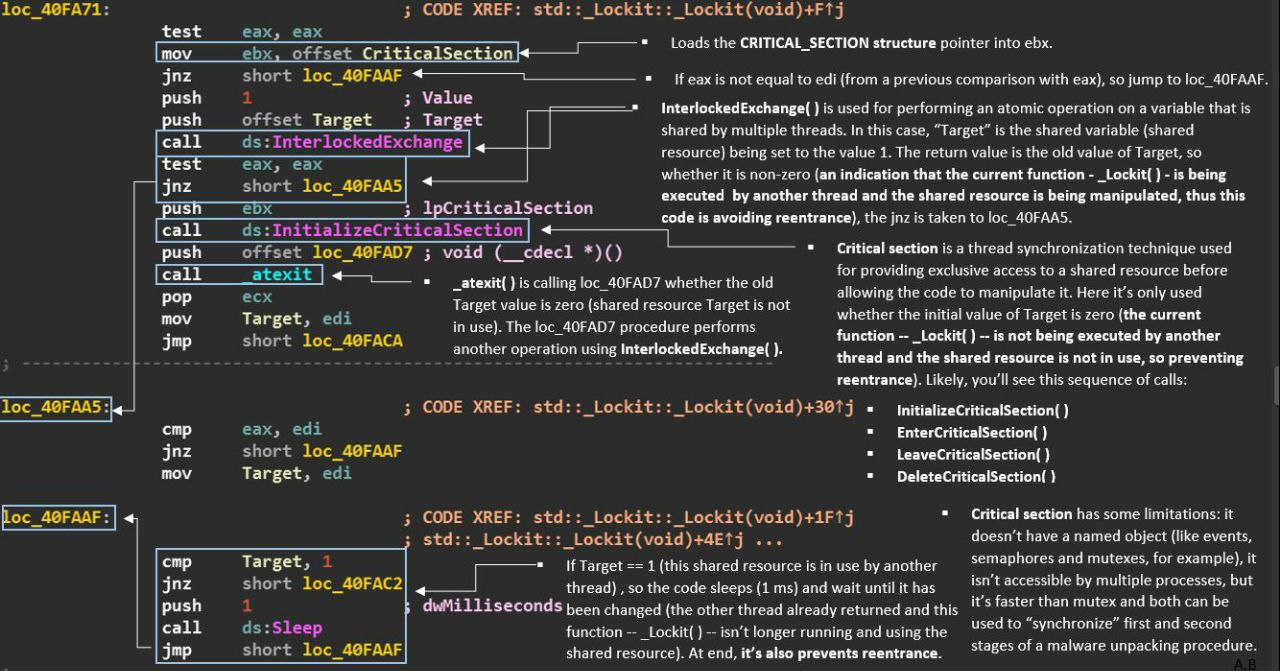 loc_40FA71: ; CODE XREF: std::_Lockit::_Lockit(void)+F↑j
test eax, eax
mov ebx, offset CriticalSection
▪ Loads the CRITICAL_SECTION structure pointer into ebx.
jnz short loc_40FAAF
▪ If eax is not equal to edi (from a previous comparison with eax), so jump to loc_40FAAF.
push 1 ; Value
push offset Target ; Target
call ds:InterlockedExchange
test eax, eax
jnz short loc_40FAA5
▪ InterlockedExchange( ) is used for performing an atomic operation on a variable that is
shared by multiple threads. In this case, “Target” is the shared variable (shared
resource) being set to the value 1. The return value is the old value of Target, so
whether it is non-zero (an indication that the current function - _Lockit( ) - is being
executed by another thread and the shared resource is being manipulated, thus this
code is avoiding reentrance), the jnz is taken to loc_40FAA5.
push ebx ; lpCriticalSection
call ds:InitializeCriticalSection
▪ Critical section is a thread synchronization technique used
for providing exclusive access to a shared resource before
allowing the code to manipulate it. Here it’s only used
whether the initial value of Target is zero (the current
function -- _Lockit( ) -- is not being executed by another
thread and the shared resource is not in use, so preventing
reentrance). Likely, you’ll see this sequence of calls:
▪ InitializeCriticalSection( )
▪ EnterCriticalSection( )
▪ LeaveCriticalSection( )
▪ DeleteCriticalSection( )
push offset loc_40FAD7 ; void (__cdecl *)()
call _atexit
▪ _atexit( ) is calling loc_40FAD7 whether the old
Target value is zero (shared resource Target is not
in use). The loc_40FAD7 procedure performs
another operation using InterlockedExchange( ).
pop ecx
mov Target, edi
jmp short loc_40FACA
; ---------------------------------------------------------------------------
loc_40FAA5: ; CODE XREF: std::_Lockit::_Lockit(void)+30↑j
cmp eax, edi
jnz short loc_40FAAF
mov Target, edi
loc_40FAAF: ; CODE XREF: std::_Lockit::_Lockit(void)+1F↑j
; std::_Lockit::_Lockit(void)+4E↑j ...
cmp Target, 1
jnz short loc_40FAC2
push 1 ; dwMilliseconds
call ds:Sleep
jmp short loc_40FAAF
▪ If Target == 1 (this shared resource is in use by another
thread) , so the code sleeps (1 ms) and wait until it has
been changed (the other thread already returned and this
function -- _Lockit( ) -- isn’t longer running and using the
shared resource). At end, it’s also prevents reentrance.
▪ Critical section has some limitations: it
doesn’t have a named object (like events,
semaphores and mutexes, for example), it
isn’t accessible by multiple processes, but
it’s faster than mutex and both can be
used to “synchronize” first and second
stages of a malware unpacking procedure.
A.B